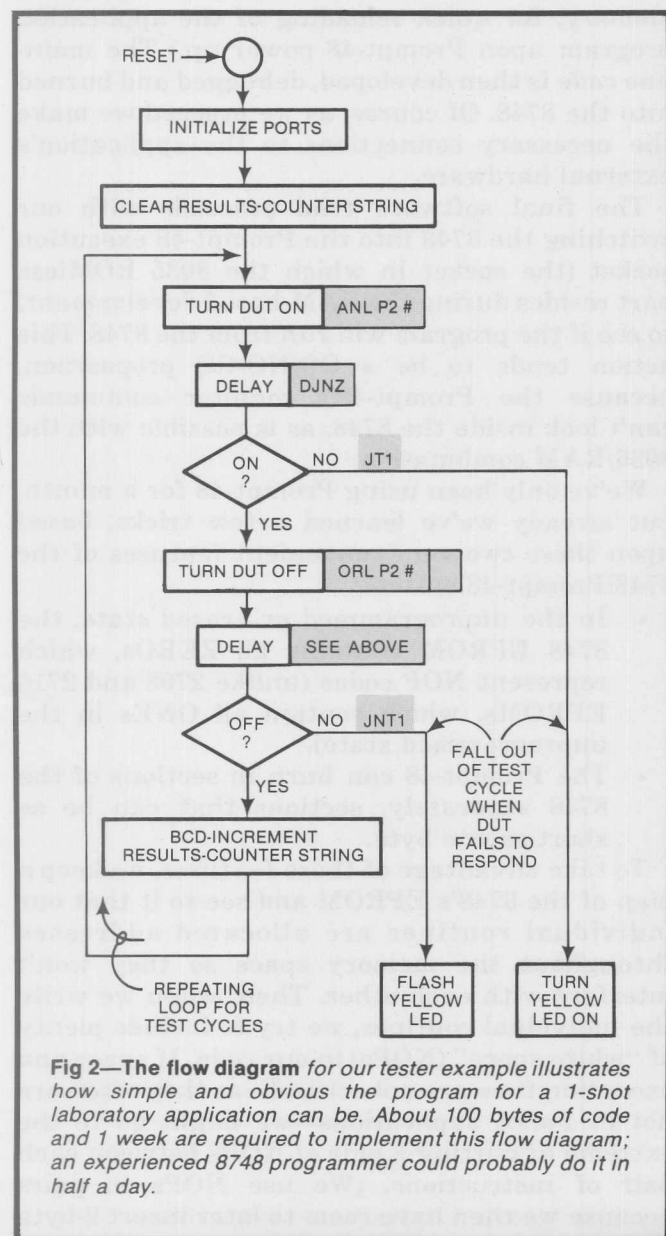 RESET
INITIALIZE PORTS
CLEAR RESULTS-COUNTER STRING
TURN DUT ON ANL P2 #
DELAY DJNZ
ON
?
NO JT1
YES
TURN DUT OFF ORL P2 #
DELAY SEE ABOVE
OFF
?
NO JNT1
YES
FALL OUT
OF TEST
CYCLE
WHEN
DUT
FAILS TO
RESPOND
BCD-INCREMENT
RESULTS-COUNTER STRING
REPEATING
LOOP FOR
TEST CYCLES
FLASH
YELLOW
LED
TURN
YELLOW
LED ON
Fig 2—The flow diagram for our tester example illustrates
how simple and obvious the program for a 1-shot
laboratory application can be. About 100 bytes of code
and 1 week are required to implement this flow diagram;
an experienced 8748 programmer could probably do it in
half a day.